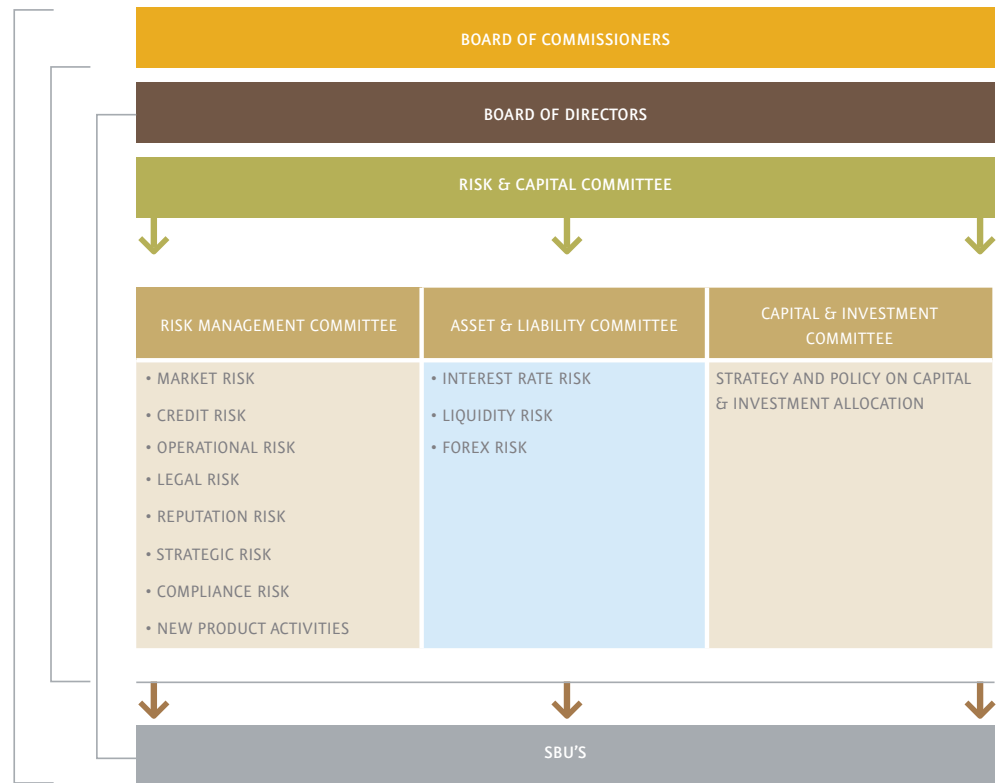 BOARD OF COMMISSIONERS
BOARD OF DIRECTORS
RISK & CAPITAL COMMITTEE
RISK MANAGEMENT COMMITTEE
• MARKET RISK
• CREDIT RISK
• OPERATIONAL RISK
• LEGAL RISK
• REPUTATION RISK
• STRATEGIC RISK
• COMPLIANCE RISK
• NEW PRODUCT ACTIVITIES
ASSET & LIABILITY COMMITTEE
• INTEREST RATE RISK
• LIQUIDITY RISK
• FOREX RISK
CAPITAL & INVESTMENT
COMMITTEE
STRATEGY AND POLICY ON CAPITAL
& INVESTMENT ALLOCATION
SBU'S